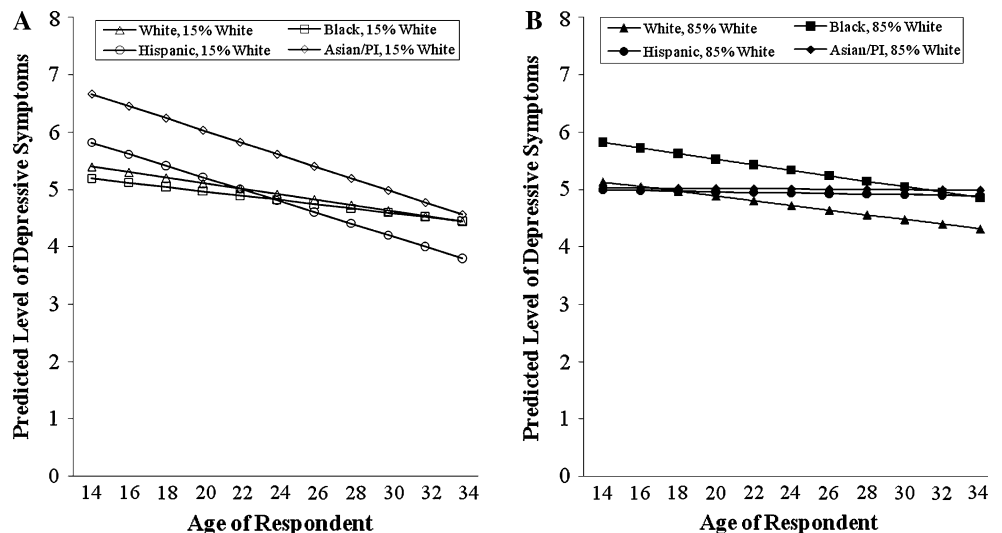 A
White, 15% White
Black, 15% White
Hispanic, 15% White
Asian/PI, 15% White
Predicted Level of Depressive Symptoms
8
7
6
5
4
3
2
1
0
14 16 18 20 22 24 26 28 30 32 34
Age of Respondent
B
White, 85% White
Black, 85% White
Hispanic, 85% White
Asian/PI, 85% White
Predicted Level of Depressive Symptoms
8
7
6
5
4
3
2
1
0
14 16 18 20 22 24 26 28 30 32 34
Age of Respondent